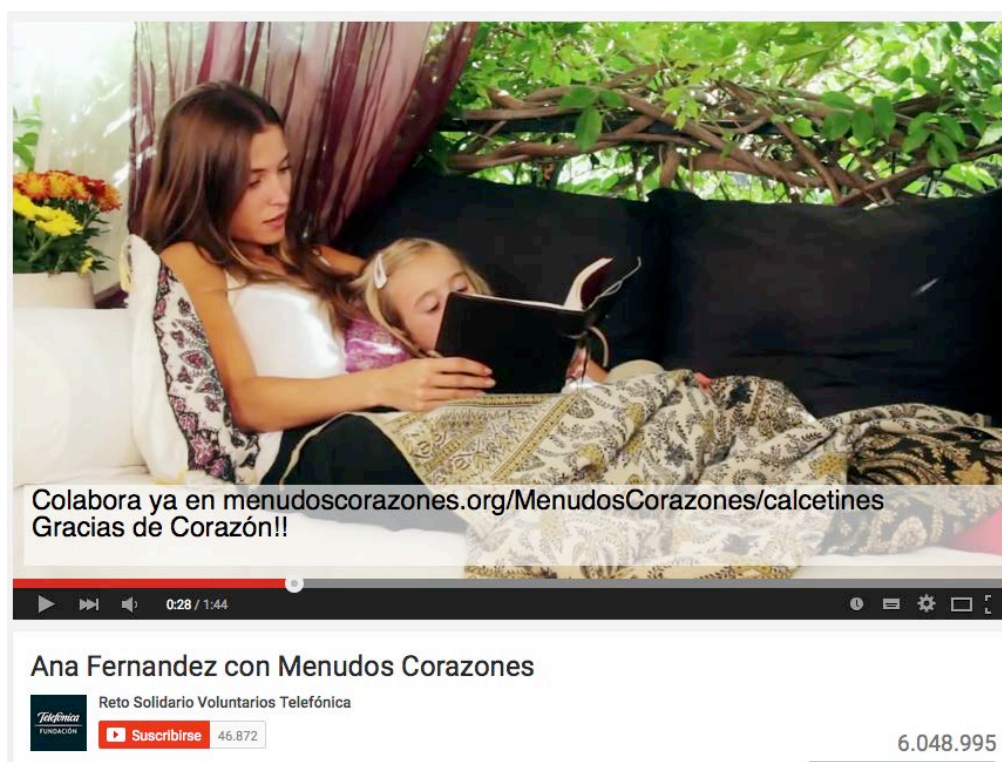 Colabora ya en menudoscorazones.org/MenudosCorazones/calcetines
Gracias de Corazón!!
0:28 / 1:44
Ana Fernandez con Menudos Corazones
Reto Solidario Voluntarios Telefónica
Telefónica
FUNDACIÓN
Suscribirse 46.872
6.048.995